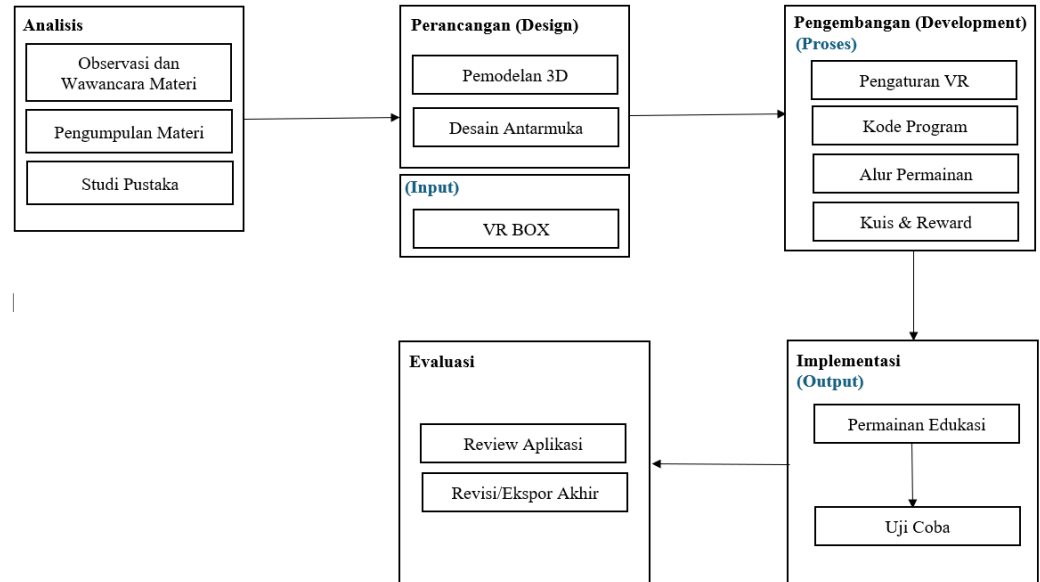 Analisis
Observasi dan
Wawancara Materi
Pengumpulan Materi
Studi Pustaka
Perancangan (Design)
Pemodelan 3D
Desain Antarmuka
(Input)
VR BOX
Pengembangan (Development)
(Proses)
Pengaturan VR
Kode Program
Alur Permainan
Kuis & Reward
Implementasi
(Output)
Permainan Edukasi
Uji Coba
Evaluasi
Review Aplikasi
Revisi/Ekspor Akhir